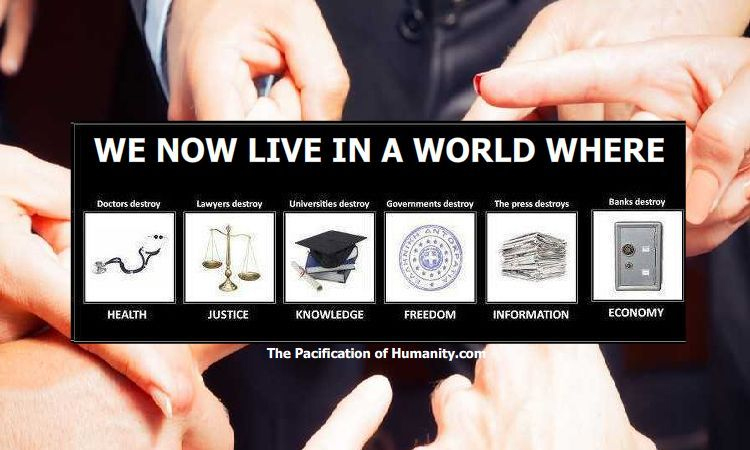 WE NOW LIVE IN A WORLD WHERE
Doctors destroy
Lawyers destroy
Universities destroy
Governments destroy
The press destroys
Banks destroy
ΕΛΛΗΝΙΚΗ
HEALTH
JUSTICE
KNOWLEDGE
FREEDOM
INFORMATION
ECONOMY
The Pacification of Humanity.com